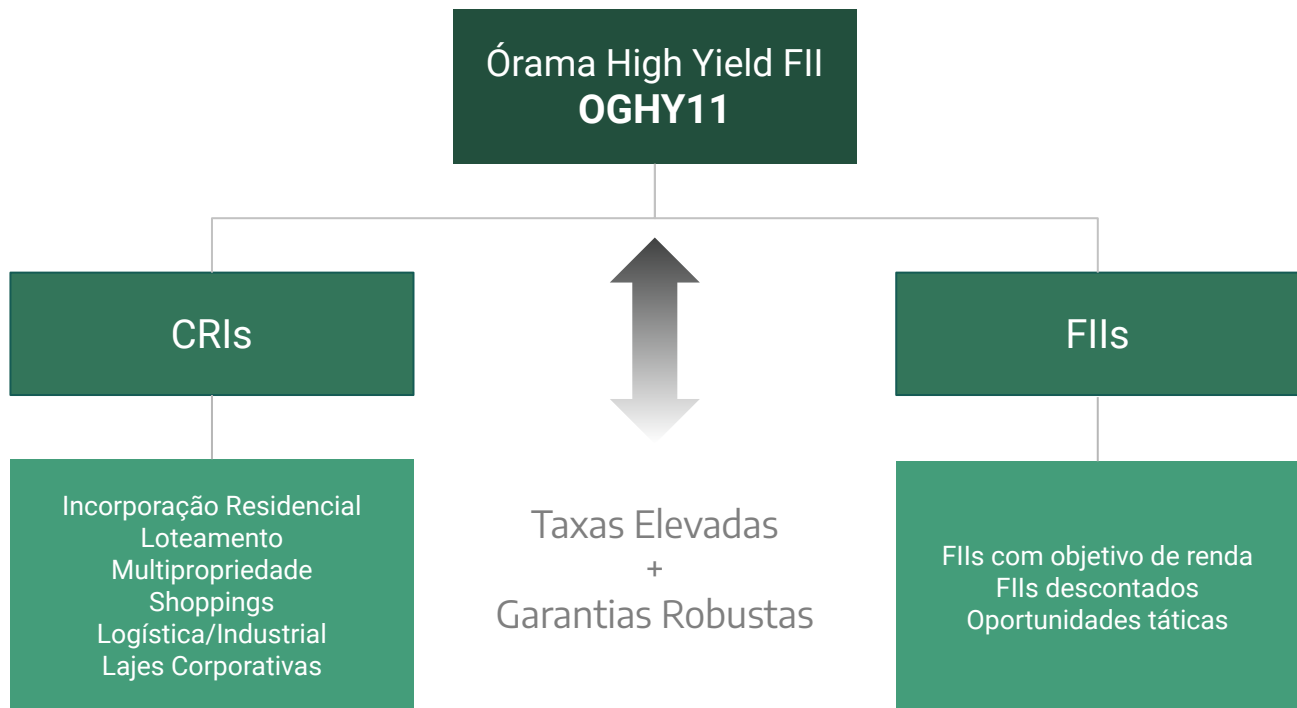 Órama High Yield FII
OGHY11
CRIs
FIIs
Incorporação Residencial
Loteamento
Multipropriedade
Shoppings
Logística/Industrial
Lajes Corporativas
Taxas Elevadas
+
Garantias Robustas
FIIs com objetivo de renda
FIIs descontados
Oportunidades táticas